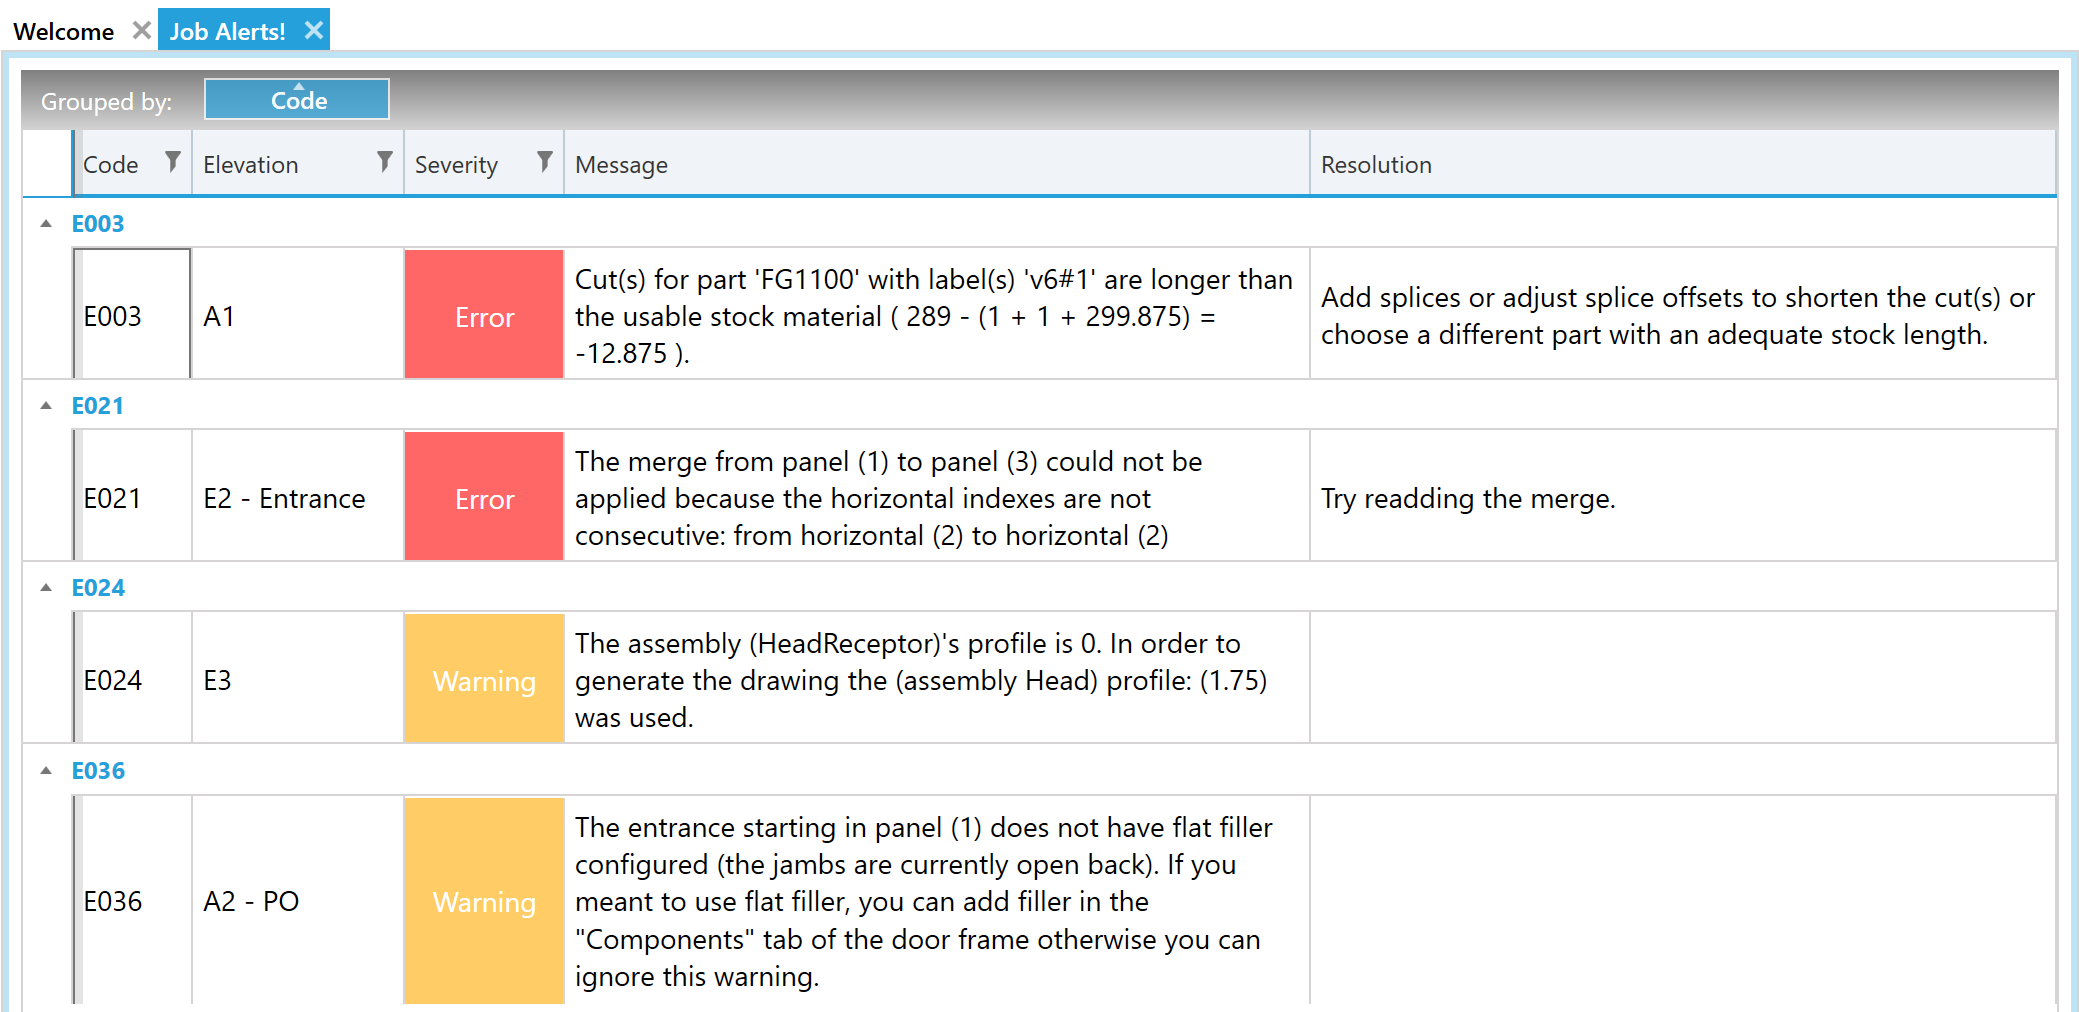 Welcome
Job Alerts!
Grouped by: Code
Code Elevation Severity Message Resolution
E003
E003 A1 Error
Cut(s) for part 'FG1100' with label(s) 'v6#1' are longer than
the usable stock material ( 289 - (1 + 1 + 299.875) =
-12.875 ).
Add splices or adjust splice offsets to shorten the cut(s) or
choose a different part with an adequate stock length.
E021
E021 E2 - Entrance Error
The merge from panel (1) to panel (3) could not be
applied because the horizontal indexes are not
consecutive: from horizontal (2) to horizontal (2)
Try readding the merge.
E024
E024 E3 Warning
The assembly (HeadReceptor)'s profile is 0. In order to
generate the drawing the (assembly Head) profile: (1.75)
was used.
E036
E036 A2 - PO Warning
The entrance starting in panel (1) does not have flat filler
configured (the jambs are currently open back). If you
meant to use flat filler, you can add filler in the
"Components" tab of the door frame otherwise you can
ignore this warning.